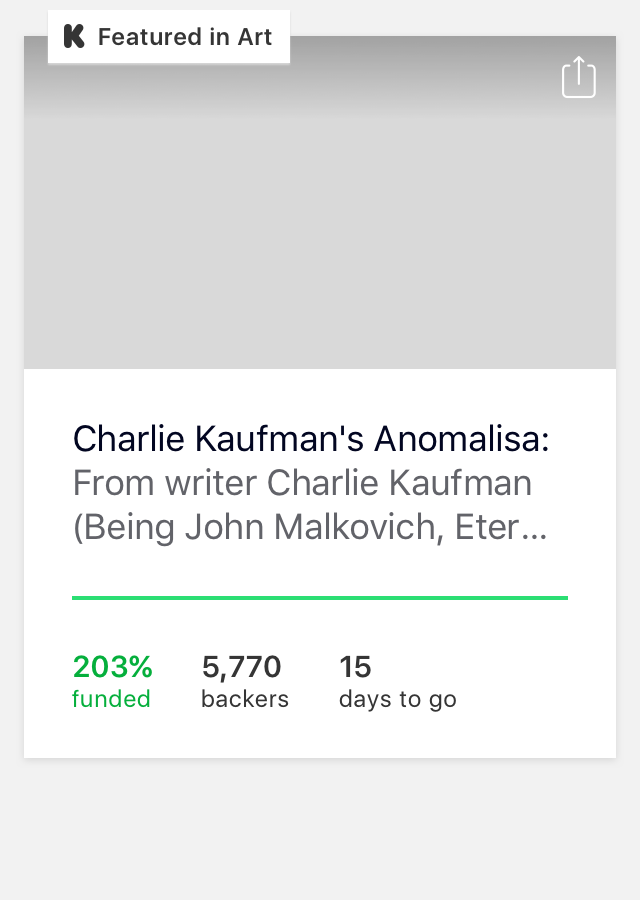 Featured in Art
Charlie Kaufman's Anomalisa:
From writer Charlie Kaufman
(Being John Malkovich, Eter...
203% 5,770 15
funded backers days to go